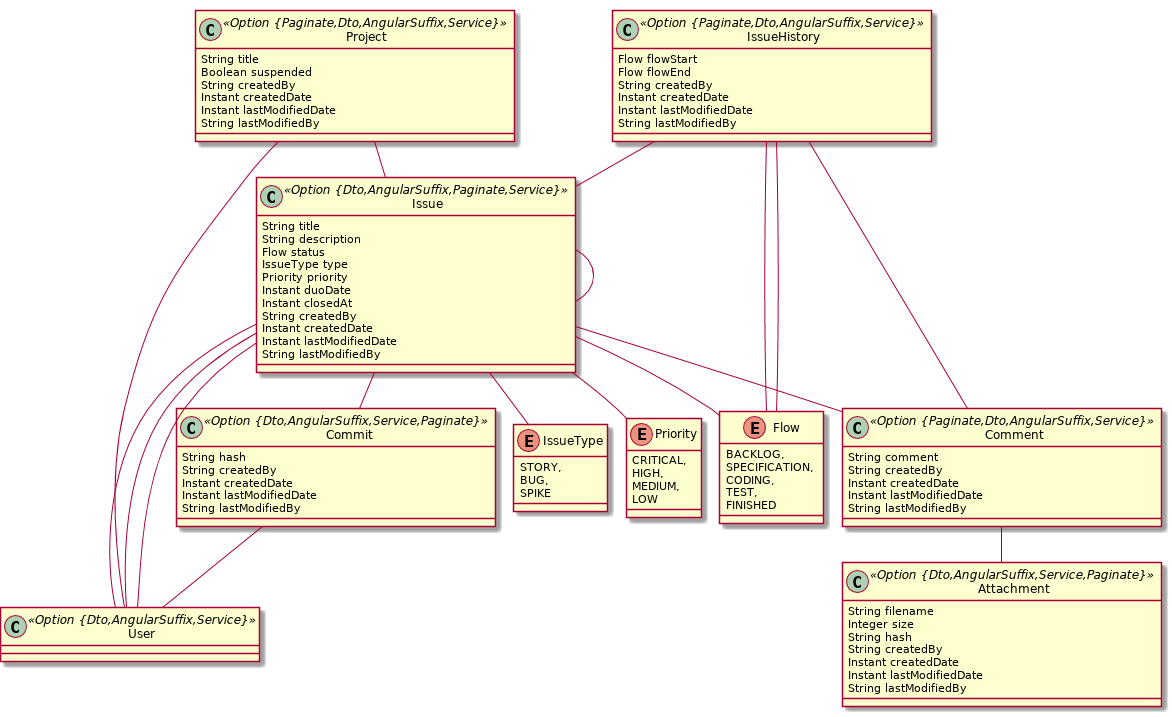 C «Option {Paginate,Dto,AngularSuffix,Service}»
Project
String title
Boolean suspended
String createdBy
Instant createdDate
Instant lastModifiedDate
String lastModifiedBy
C «Option {Paginate,Dto,AngularSuffix,Service}»
IssueHistory
Flow flowStart
Flow flowEnd
String createdBy
Instant createdDate
Instant lastModifiedDate
String lastModifiedBy
C «Option {Dto,AngularSuffix,Paginate,Service}»
Issue
String title
String description
Flow status
IssueType type
Priority priority
Instant duoDate
Instant closedAt
String createdBy
Instant createdDate
Instant lastModifiedDate
String lastModifiedBy
C «Option {Dto,AngularSuffix,Service,Paginate}»
Commit
String hash
String createdBy
Instant createdDate
Instant lastModifiedDate
String lastModifiedBy
E IssueType
STORY,
BUG,
SPIKE
E Priority
CRITICAL,
HIGH,
MEDIUM,
LOW
E Flow
BACKLOG,
SPECIFICATION,
CODING,
TEST,
FINISHED
C «Option {Paginate,Dto,AngularSuffix,Service}»
Comment
String comment
String createdBy
Instant createdDate
Instant lastModifiedDate
String lastModifiedBy
C «Option {Dto,AngularSuffix,Service}»
User
C «Option {Dto,AngularSuffix,Service,Paginate}»
Attachment
String filename
Integer size
String hash
String createdBy
Instant createdDate
Instant lastModifiedDate
String lastModifiedBy